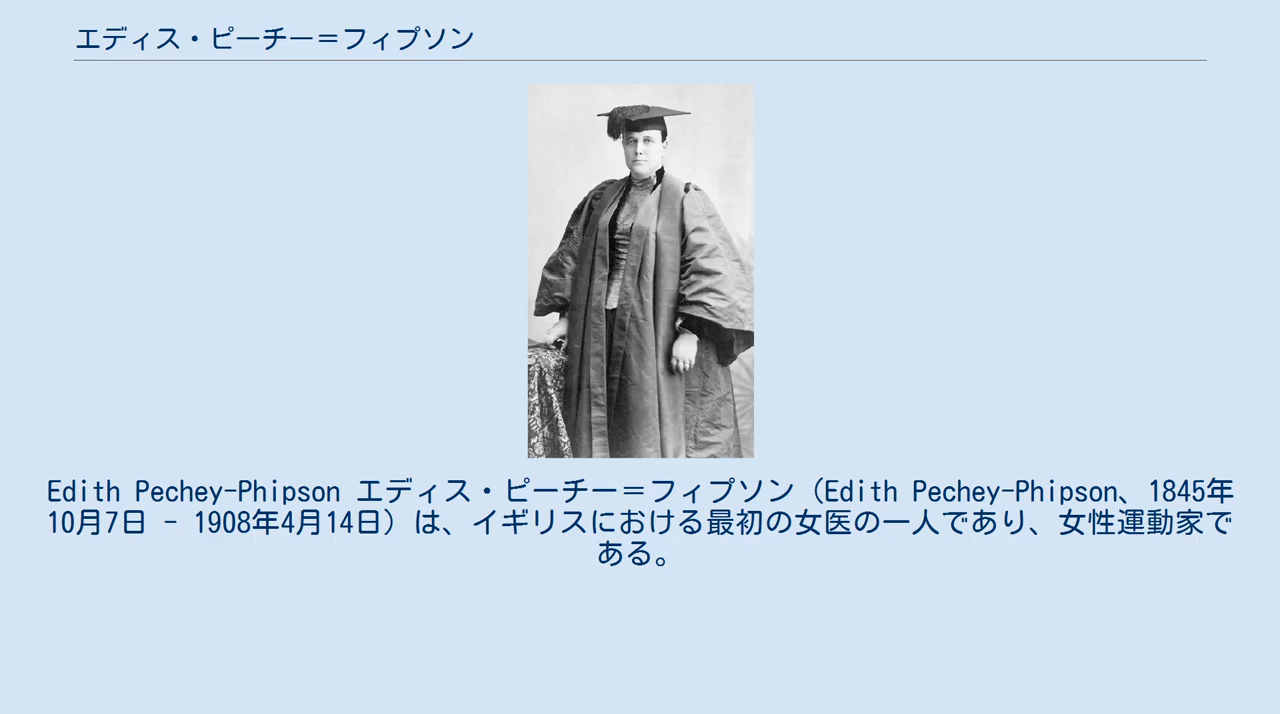 エディス・ピーチー＝フィプソン
Edith Pechey-Phipson エディス・ピーチー＝フィプソン（Edith Pechey-Phipson、1845年
10月7日 - 1908年4月14日）は、イギリスにおける最初の女医の一人であり、女性運動家で
ある。